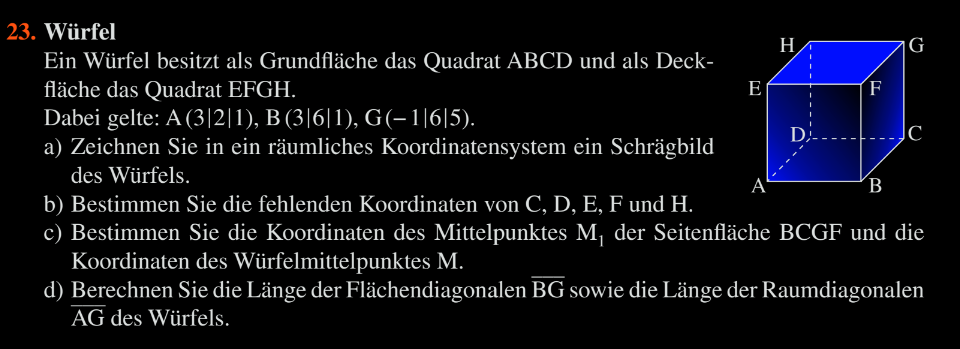 23. Würfel
Ein Würfel besitzt als Grundfläche das Quadrat ABCD und als Deck-
fläche das Quadrat EFGH.
Dabei gelte: A (3|2|1), B (3|6|1), G (– 1|6|5).
a) Zeichnen Sie in ein räumliches Koordinatensystem ein Schrägbild
des Würfels.
b) Bestimmen Sie die fehlenden Koordinaten von C, D, E, F und H.
c) Bestimmen Sie die Koordinaten des Mittelpunktes M₁ der Seitenfläche BCGF und die
Koordinaten des Würfelmittelpunktes M.
d) Berechnen Sie die Länge der Flächendiagonalen B̅G̅ sowie die Länge der Raumdiagonalen
A̅G̅ des Würfels.
H G
E F
D C
A B